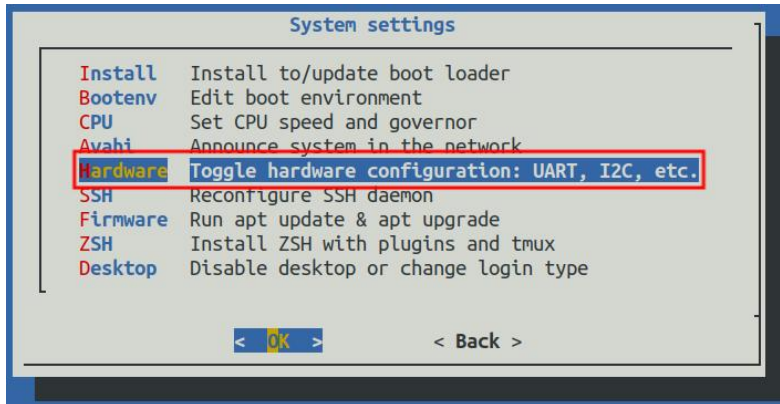 System settings
Install Install to/update boot loader
Bootenv Edit boot environment
CPU Set CPU speed and governor
Avahi Announce system in the network
Hardware Toggle hardware configuration: UART, I2C, etc.
SSH Reconfigure SSH daemon
Firmware Run apt update & apt upgrade
ZSH Install ZSH with plugins and tmux
Desktop Disable desktop or change login type
< OK > < Back >